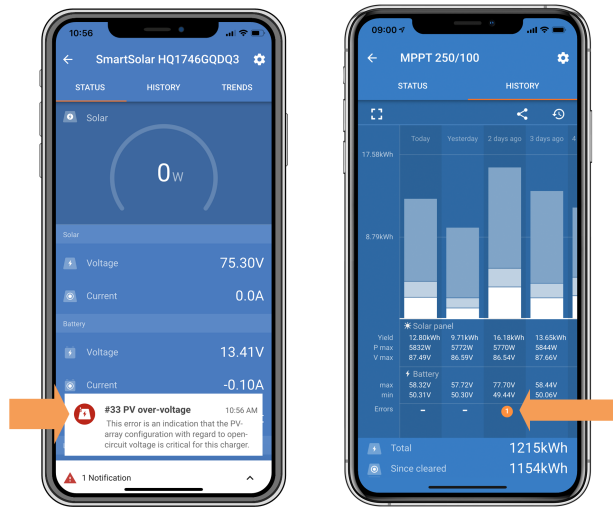 10:56
SmartSolar HQ1746GQDQ3
STATUS HISTORY TRENDS
Solar
0W
Solar
Voltage 75.30V
Current 0.0A
Battery
Voltage 13.41V
Current -0.10A
#33 PV over-voltage 10:56 AM
This error is an indication that the PV-
array configuration with regard to open-
circuit voltage is critical for this charger.
1 Notification
09:00
MPPT 250/100
STATUS HISTORY
Today Yesterday 2 days ago 3 days ago 4
17.58kWh
8.79kWh
Solar panel
Yield 12.80kWh 9.71kWh 16.18kWh 13.65kWh
P max 5832W 5772W 5770W 5844W
V max 87.49V 86.59V 86.54V 87.66V
Battery
max 58.32V 57.72V 77.70V 58.44V
min 50.31V 50.30V 49.44V 50.06V
Errors – – 1
Total 1215kWh
Since cleared 1154kWh